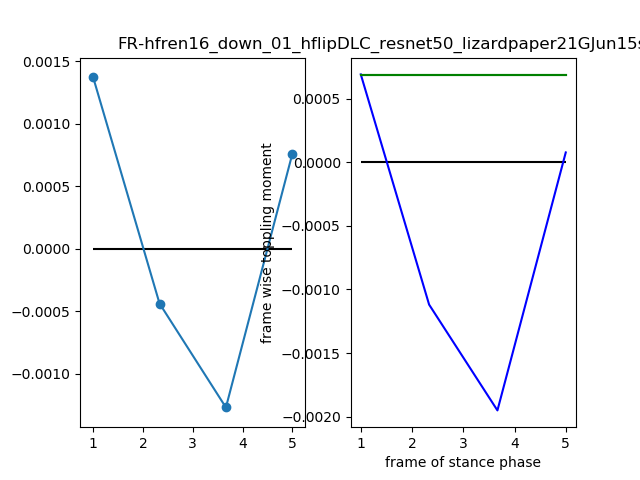 FR-hfren16_down_01_hflipDLC_resnet50_lizardpaper21GJun15s
0.0015
0.0010
0.0005
0.0000
−0.0005
−0.0010
1 2 3 4 5
frame wise toppling moment
0.0005
0.0000
−0.0005
−0.0010
−0.0015
−0.0020
1 2 3 4 5
frame of stance phase